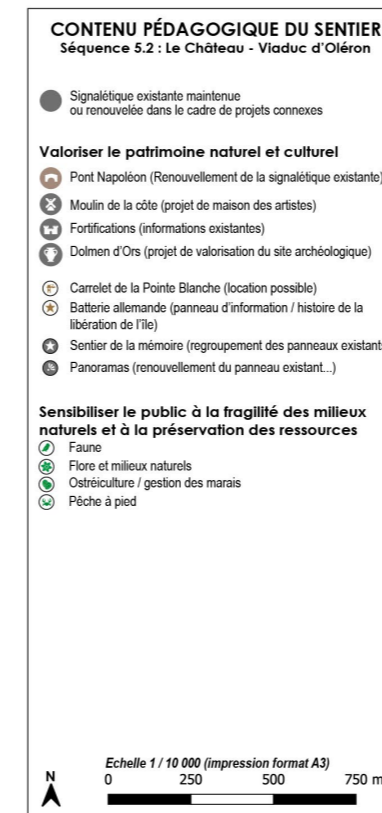 CONTENU PÉDAGOGIQUE DU SENTIER
Séquence 5.2 : Le Château - Viaduc d'Oléron
Signalétique existante maintenue
ou renouvelée dans le cadre de projets connexes
Valoriser le patrimoine naturel et culturel
Pont Napoléon (Renouvellement de la signalétique existante)
Moulin de la côte (projet de maison des artistes)
Fortifications (informations existantes)
Dolmen d'Ors (projet de valorisation du site archéologique)
Carrelet de la Pointe Blanche (location possible)
Batterie allemande (panneau d'information / histoire de la
libération de l'île)
Sentier de la mémoire (regroupement des panneaux existants
Panoramas (renouvellement du panneau existant...)
Sensibiliser le public à la fragilité des milieux
naturels et à la préservation des ressources
Faune
Flore et milieux naturels
Ostréiculture / gestion des marais
Pêche à pied
Echelle 1 / 10 000 (impression format A3)
N 0 250 500 750 m